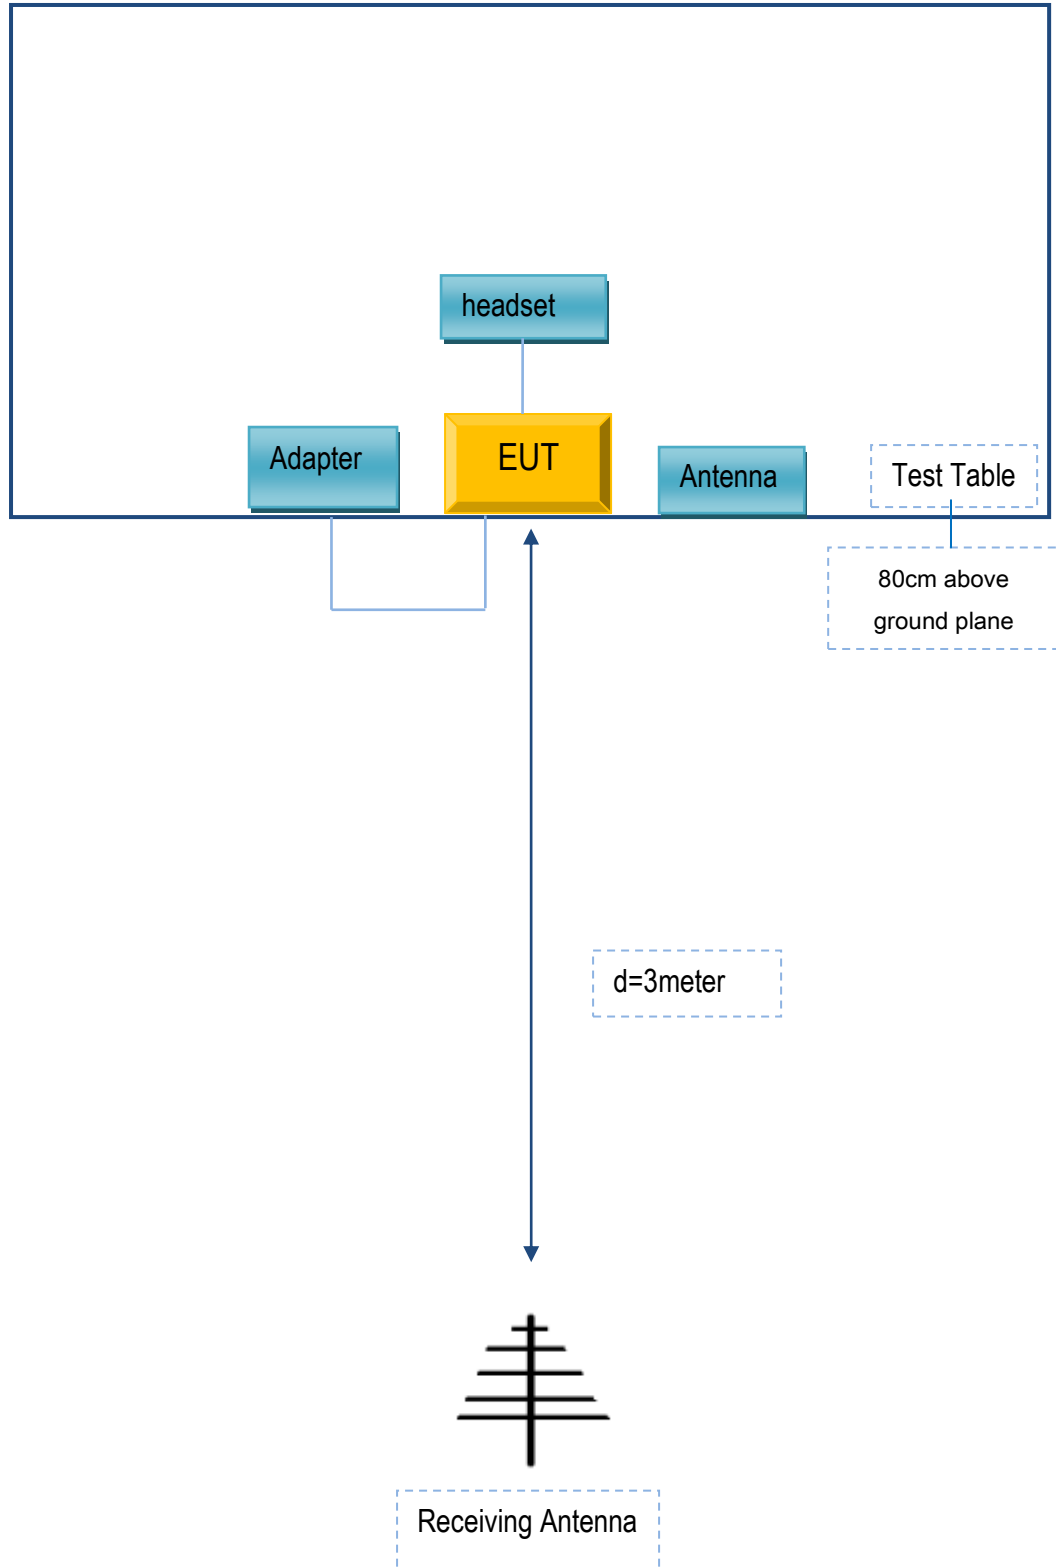 headset
Adapter
EUT
Antenna
Test Table
80cm above
ground plane
d=3meter
Receiving Antenna